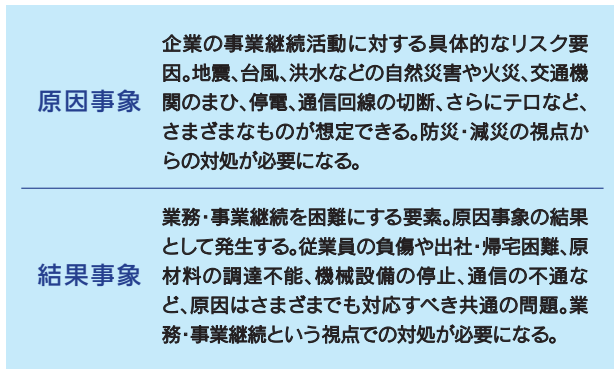 原因事象
企業の事業継続活動に対する具体的なリスク要
因。地震、台風、洪水などの自然災害や火災、交通機
関のまひ、停電、通信回線の切断、さらにテロなど、
さまざまなものが想定できる。防災・減災の視点か
らの対処が必要になる。
結果事象
業務・事業継続を困難にする要素。原因事象の結果
として発生する。従業員の負傷や出社・帰宅困難、原
材料の調達不能、機械設備の停止、通信の不通な
ど、原因はさまざまでも対応すべき共通の問題。業
務・事業継続という視点での対処が必要になる。